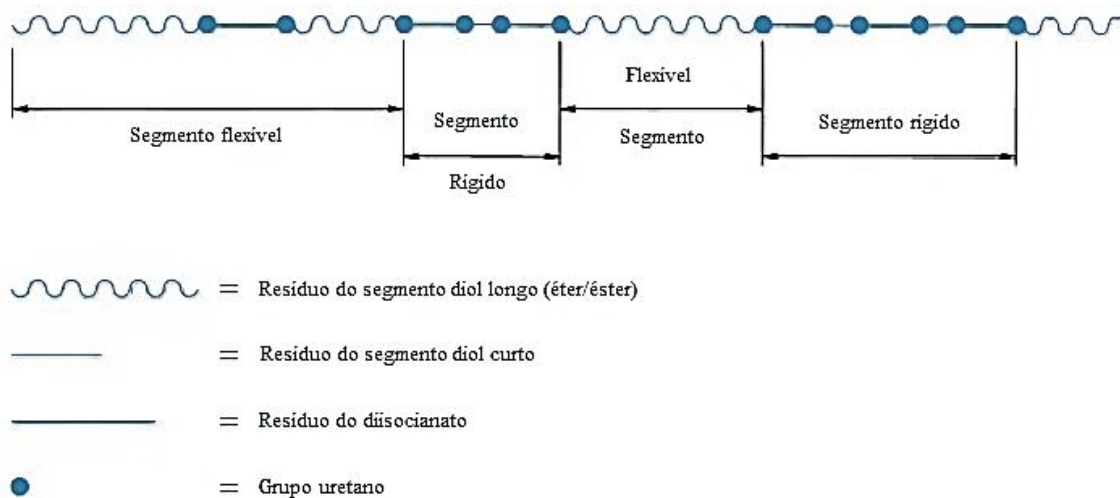 Segmento flexível
Segmento
Rígido
Flexível
Segmento
Segmento rígido
= Resíduo do segmento diol longo (éter/éster)
= Resíduo do segmento diol curto
= Resíduo do diisocianato
= Grupo uretano